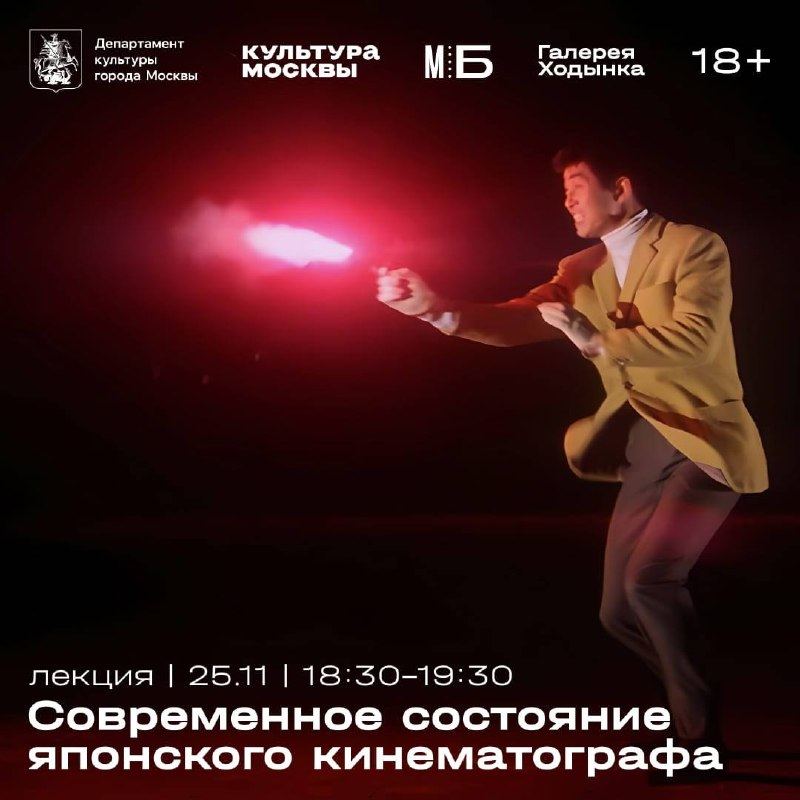 Департамент
культуры
города Москвы
культура
москвы
М:Б
Галерея
Ходынка
18+
лекция | 25.11 | 18:30–19:30
Современное состояние
японского кинематографа